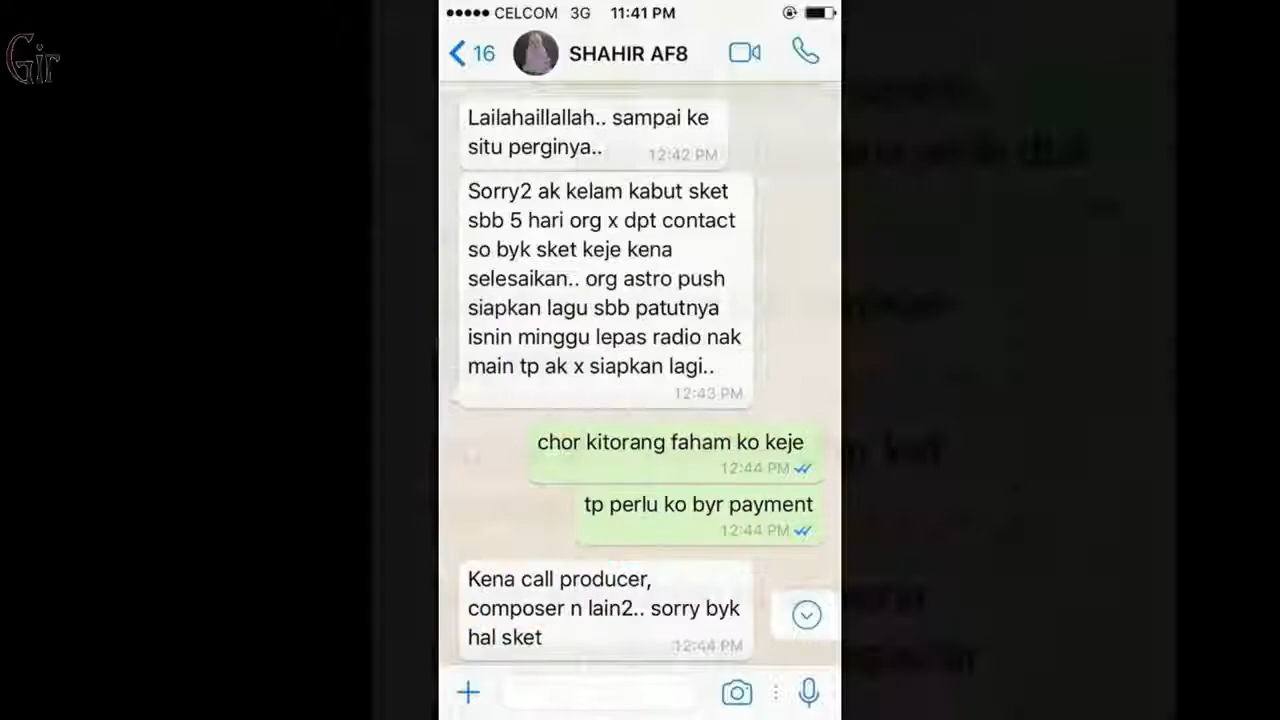 Gir
CELCOM 3G 11:41 PM
16 SHAHIR AF8
Lailahaillallah.. sampai ke
situ perginya..
12:42 PM
Sorry2 ak kelam kabut sket
sbb 5 hari org x dpt contact
so byk sket keje kena
selesaikan.. org astro push
siapkan lagu sbb patutnya
isnin minggu lepas radio nak
main tp ak x siapkan lagi..
12:43 PM
chor kitorang faham ko keje
12:44 PM
tp perlu ko byr payment
12:44 PM
Kena call producer,
composer n lain2.. sorry byk
hal sket
12:44 PM